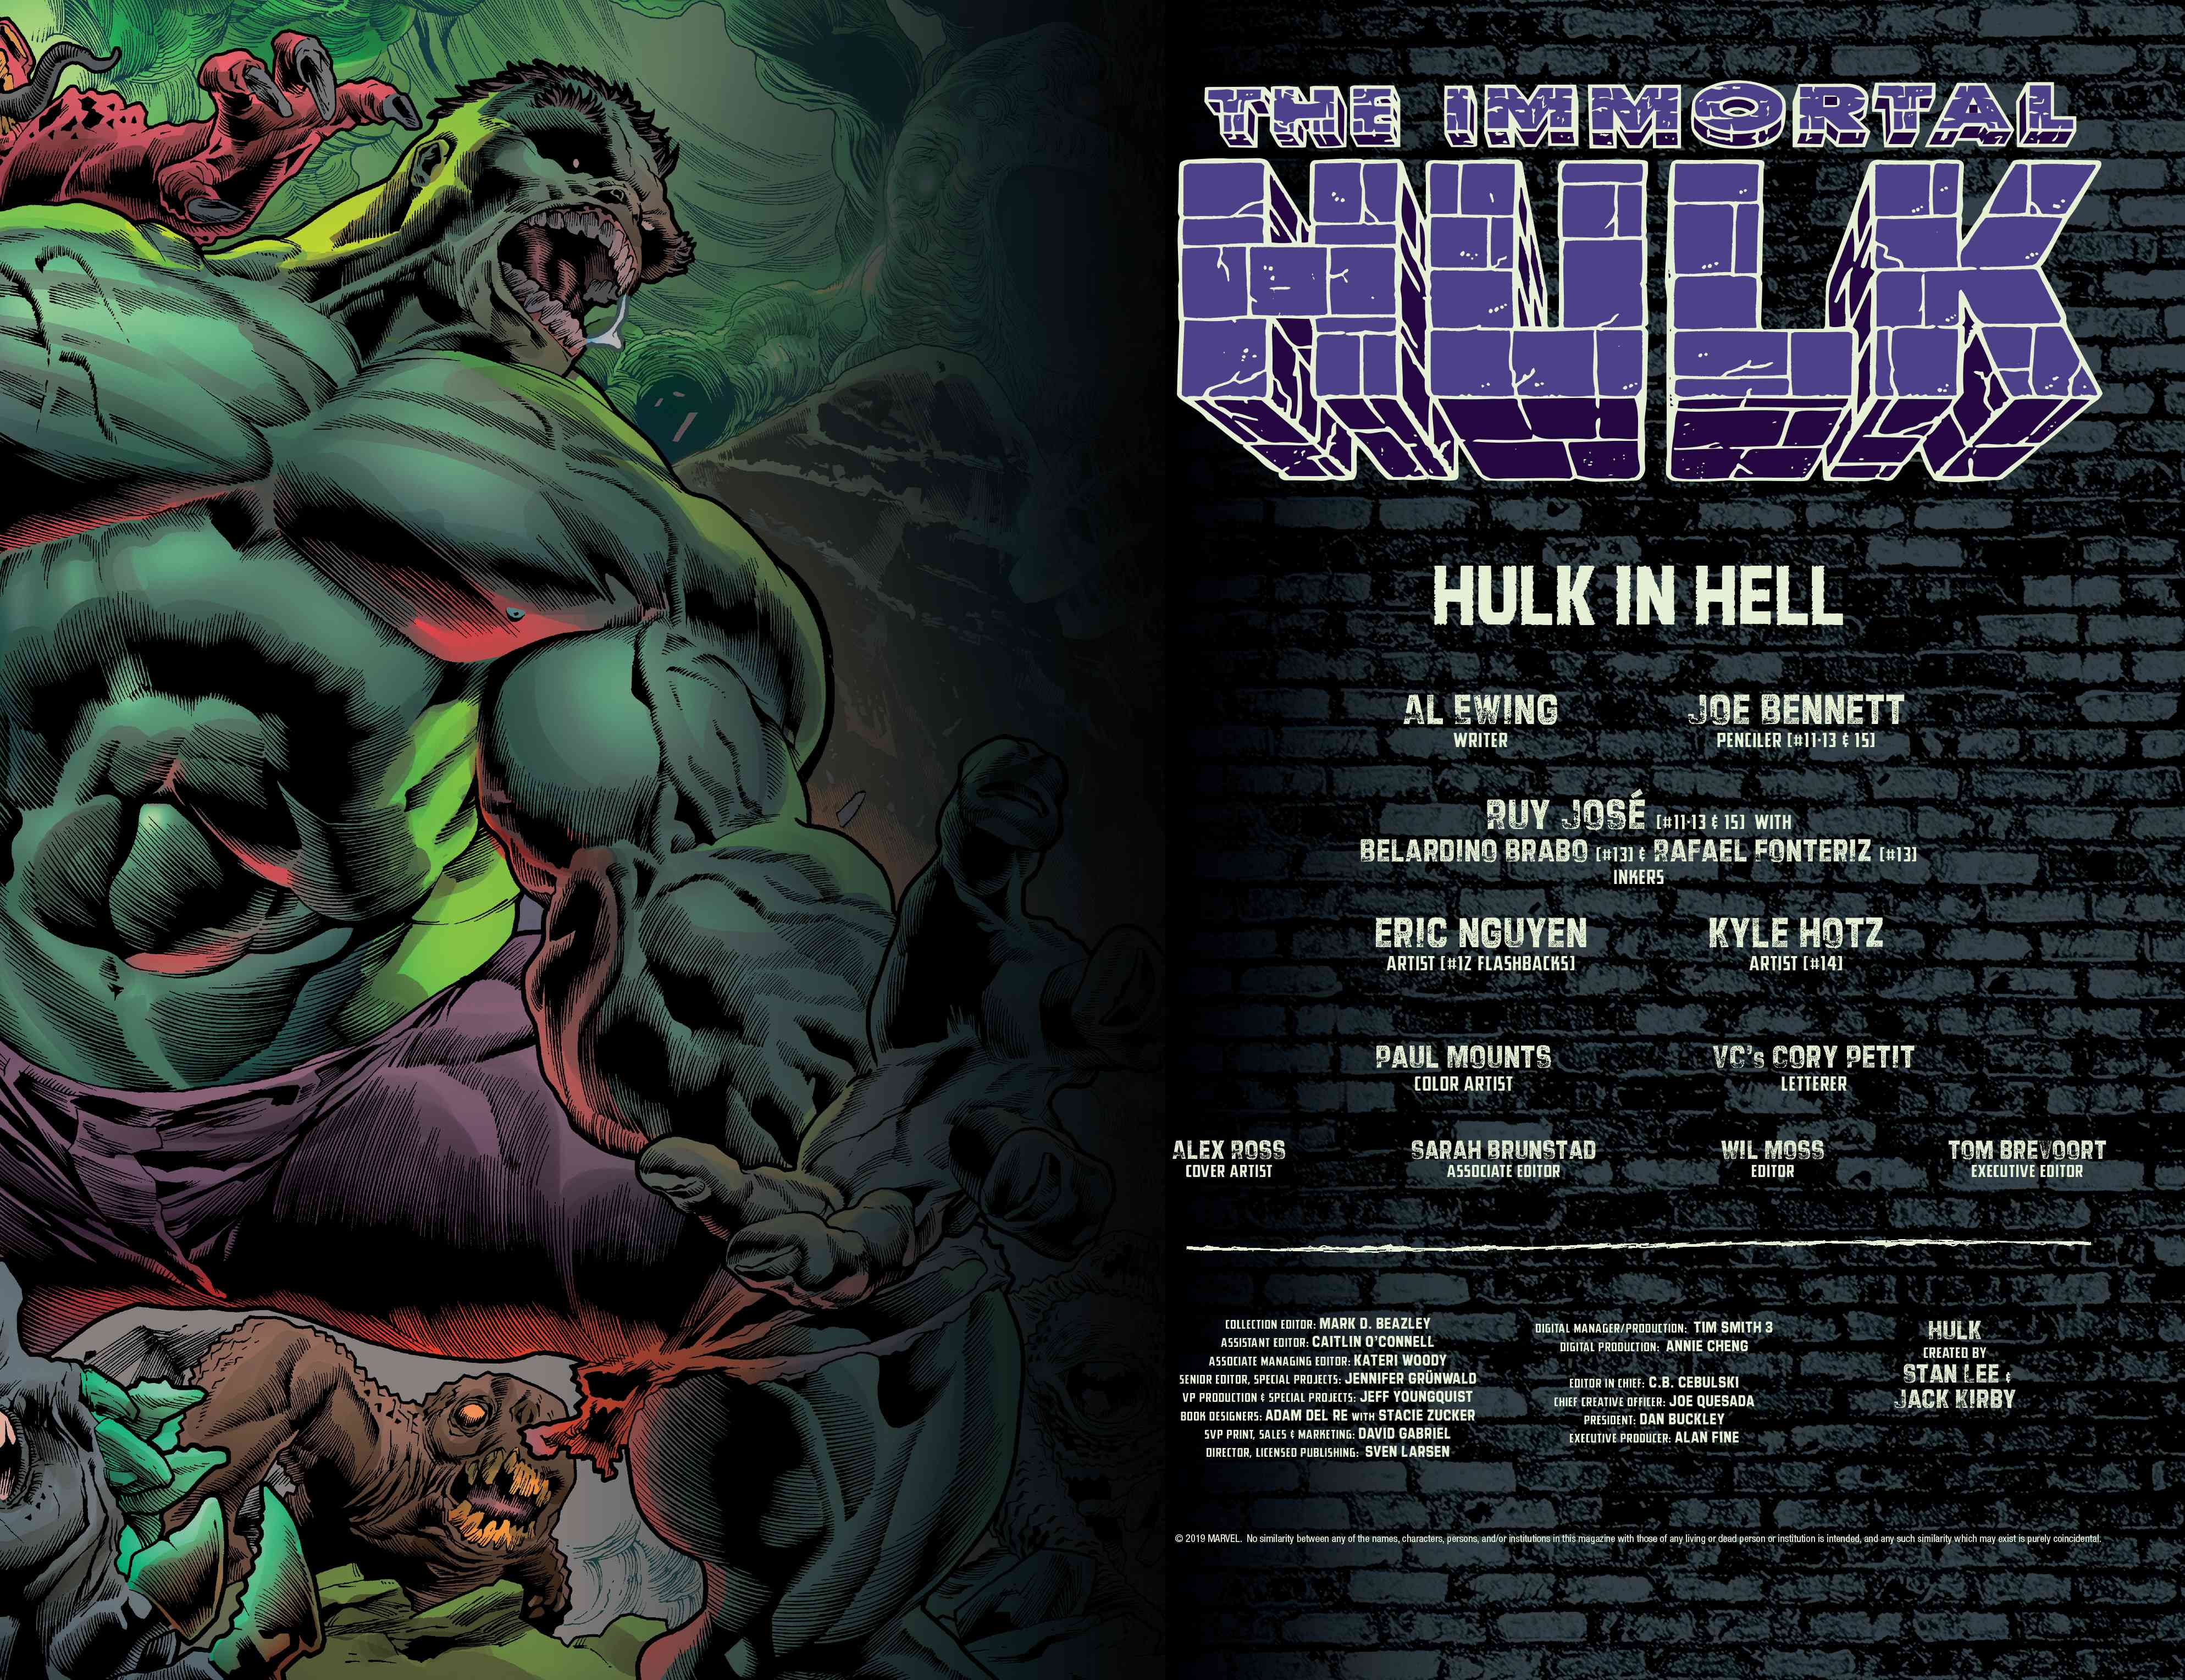 THE IMMORTAL
HULK
HULK IN HELL
AL EWING
WRITER
JOE BENNETT
PENCILER [#11-13 & 15]
RUY JOSÉ [#11-13 & 15] WITH
BELARDINO BRABO [#13] & RAFAEL FONTERIZ [#13]
INKERS
ERIC NGUYEN
ARTIST [#12 FLASHBACKS]
KYLE HOTZ
ARTIST [#14]
PAUL MOUNTS
COLOR ARTIST
VC's CORY PETIT
LETTERER
ALEX ROSS
COVER ARTIST
SARAH BRUNSTAD
ASSOCIATE EDITOR
WIL MOSS
EDITOR
TOM BREVOORT
EXECUTIVE EDITOR
COLLECTION EDITOR: MARK D. BEAZLEY
ASSISTANT EDITOR: CAITLIN O'CONNELL
ASSOCIATE MANAGING EDITOR: KATERI WOODY
SENIOR EDITOR, SPECIAL PROJECTS: JENNIFER GRÜNWALD
VP PRODUCTION & SPECIAL PROJECTS: JEFF YOUNGQUIST
BOOK DESIGNERS: ADAM DEL RE WITH STACIE ZUCKER
SVP PRINT, SALES & MARKETING: DAVID GABRIEL
DIRECTOR, LICENSED PUBLISHING: SVEN LARSEN
DIGITAL MANAGER/PRODUCTION: TIM SMITH 3
DIGITAL PRODUCTION: ANNIE CHENG
EDITOR IN CHIEF: C.B. CEBULSKI
CHIEF CREATIVE OFFICER: JOE QUESADA
PRESIDENT: DAN BUCKLEY
EXECUTIVE PRODUCER: ALAN FINE
HULK
CREATED BY
STAN LEE &
JACK KIRBY
© 2019 MARVEL. No similarity between any of the names, characters, persons, and/or institutions in this magazine with those of any living or dead person or institution is intended, and any such similarity which may exist is purely coincidental.